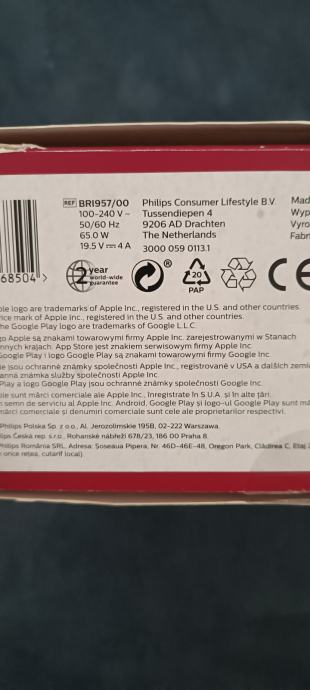 REF BRI957/00
100-240 V ~
50/60 Hz
65.0 W
19.5 V 4 A
Philips Consumer Lifestyle B.V.
Tussendiepen 4
9206 AD Drachten
The Netherlands
3000 059 0113.1
Mad
Wyp
Vyro
Fabri
68504 >
2 year
world-wide
guarantee
®
20
PAP
CE
ple logo are trademarks of Apple Inc., registered in the U.S. and other countries.
vice mark of Apple Inc., registered in the U.S. and other countries.
he Google Play logo are trademarks of Google L.L.C.
go Apple są znakami towarowymi firmy Apple Inc. zarejestrowanymi w Stanach
nnych krajach. App Store jest znakiem serwisowym firmy Apple Inc.
Google Play i logo Google Play są znakami towarowymi firmy Google Inc.
le jsou ochranné známky společnosti Apple Inc., registrované v USA a dalších zemí
anná známka služby společnosti Apple Inc.
Play a logo Google Play jsou ochranné známky společnosti Google Inc.
ple sunt mărci comerciale ale Apple Inc., înregistrate în S.U.A. și în alte țări.
semn de serviciu al Apple Inc. Android, Google Play și logo-ul Google Play sunt mă
mărci comerciale și denumiri comerciale sunt cele ale proprietarilor respectivi.
Philips Polska Sp. z o.o., Al. Jerozolimskie 195B, 02-222 Warszawa.
lips Česká rep. s.r.o., Rohanské nábřeží 678/23, 186 00 Praha 8.
Philips România SRL, Adresa: Șoseaua Pipera, Nr. 46D-46E-48, Oregon Park, Clădirea C, Etaj
orice rețea, cu tarif local)